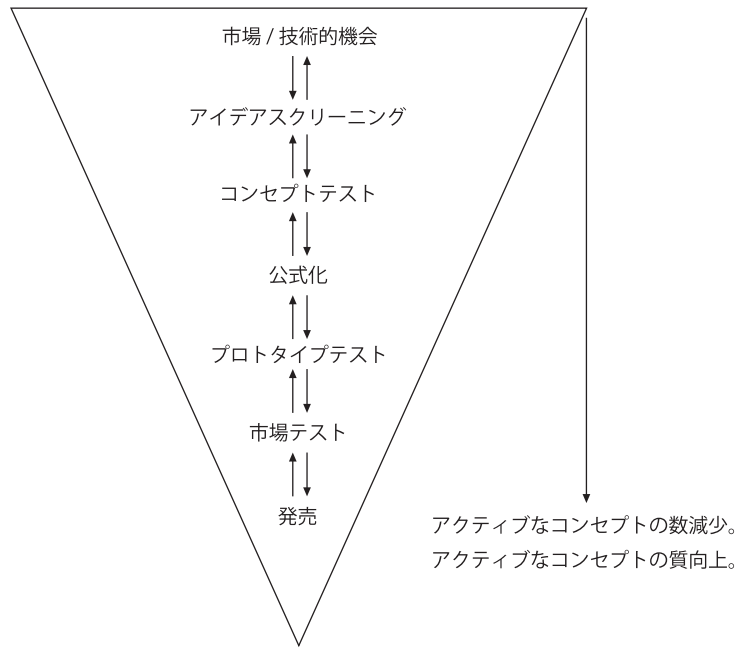 市場 / 技術的機会
アイデアスクリーニング
コンセプトテスト
公式化
プロトタイプテスト
市場テスト
発売
アクティブなコンセプトの数減少。
アクティブなコンセプトの質向上。